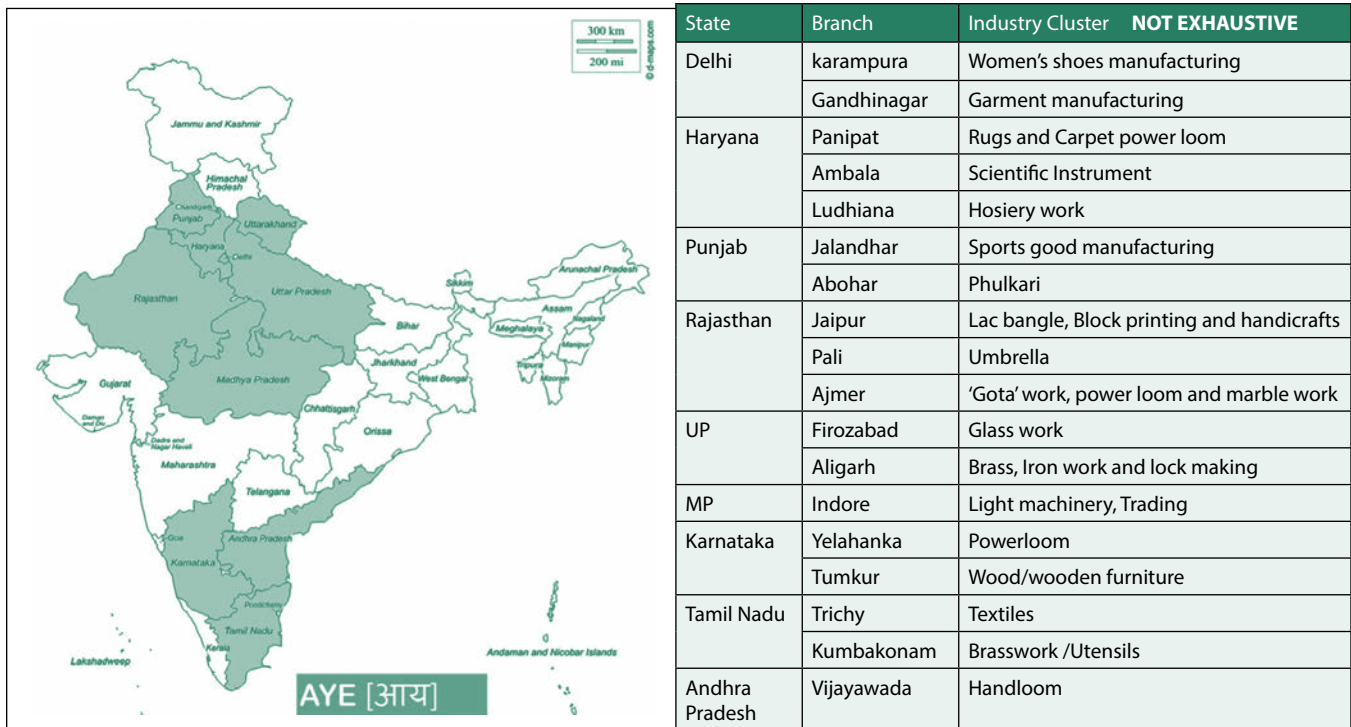 300 km
200 mi
© d-maps.com
Jammu and Kashmir
Himachal
Pradesh
Chandigarh
Punjab
Uttarakhand
Haryana
Delhi
Rajasthan
Uttar Pradesh
Sikkim
Arunachal Pradesh
Assam
Nagaland
Meghalaya
Manipur
Bihar
Tripura
Mizoram
Jharkhand
West Bengal
Gujarat
Madhya Pradesh
Chhattisgarh
Daman
and Diu
Orissa
Dadra and
Nagar Haveli
Maharashtra
Telangana
Goa
Andhra Pradesh
Karnataka
Pondicherry
Tamil Nadu
Kerala
Lakshadweep
Andaman and Nicobar Islands
AYE [आय]
State Branch Industry Cluster NOT EXHAUSTIVE
Delhi karampura Women’s shoes manufacturing
Gandhinagar Garment manufacturing
Haryana Panipat Rugs and Carpet power loom
Ambala Scientific Instrument
Ludhiana Hosiery work
Punjab Jalandhar Sports good manufacturing
Abohar Phulkari
Rajasthan Jaipur Lac bangle, Block printing and handicrafts
Pali Umbrella
Ajmer ‘Gota’ work, power loom and marble work
UP Firozabad Glass work
Aligarh Brass, Iron work and lock making
MP Indore Light machinery, Trading
Karnataka Yelahanka Powerloom
Tumkur Wood/wooden furniture
Tamil Nadu Trichy Textiles
Kumbakonam Brasswork /Utensils
Andhra Vijayawada Handloom
Pradesh